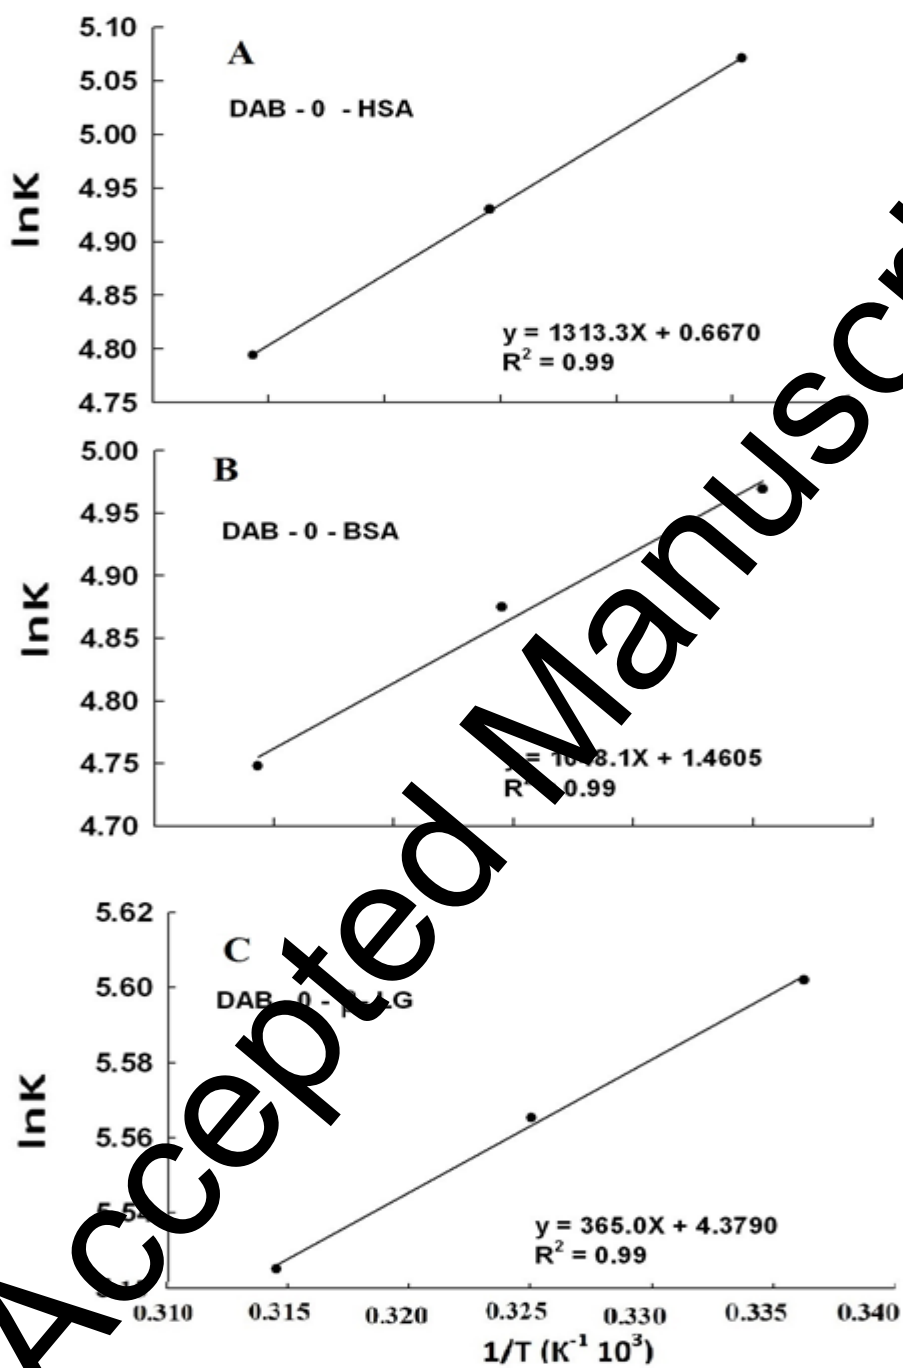 5.10
A
5.05
DAB - 0 - HSA
5.00
4.95
lnK
4.90
4.85
y = 1313.3X + 0.6670
4.80
R² = 0.99
4.75
5.00
B
4.95
DAB - 0 - BSA
4.90
lnK
4.85
4.80
4.75
= X + 1.4605
4.70
R 0.99
5.62
C
5.60
DAB - 0 - β - LG
5.58
lnK
5.56
y = 365.0X + 4.3790
R² = 0.99
0.310 0.315 0.320 0.325 0.330 0.335 0.340
1/T (K⁻¹ 10³)
Accepted